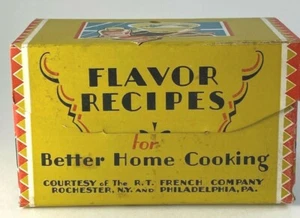 FLAVOR
RECIPES
for
Better Home Cooking
COURTESY of The R.T. FRENCH COMPANY
ROCHESTER, N.Y. and PHILADELPHIA, PA.